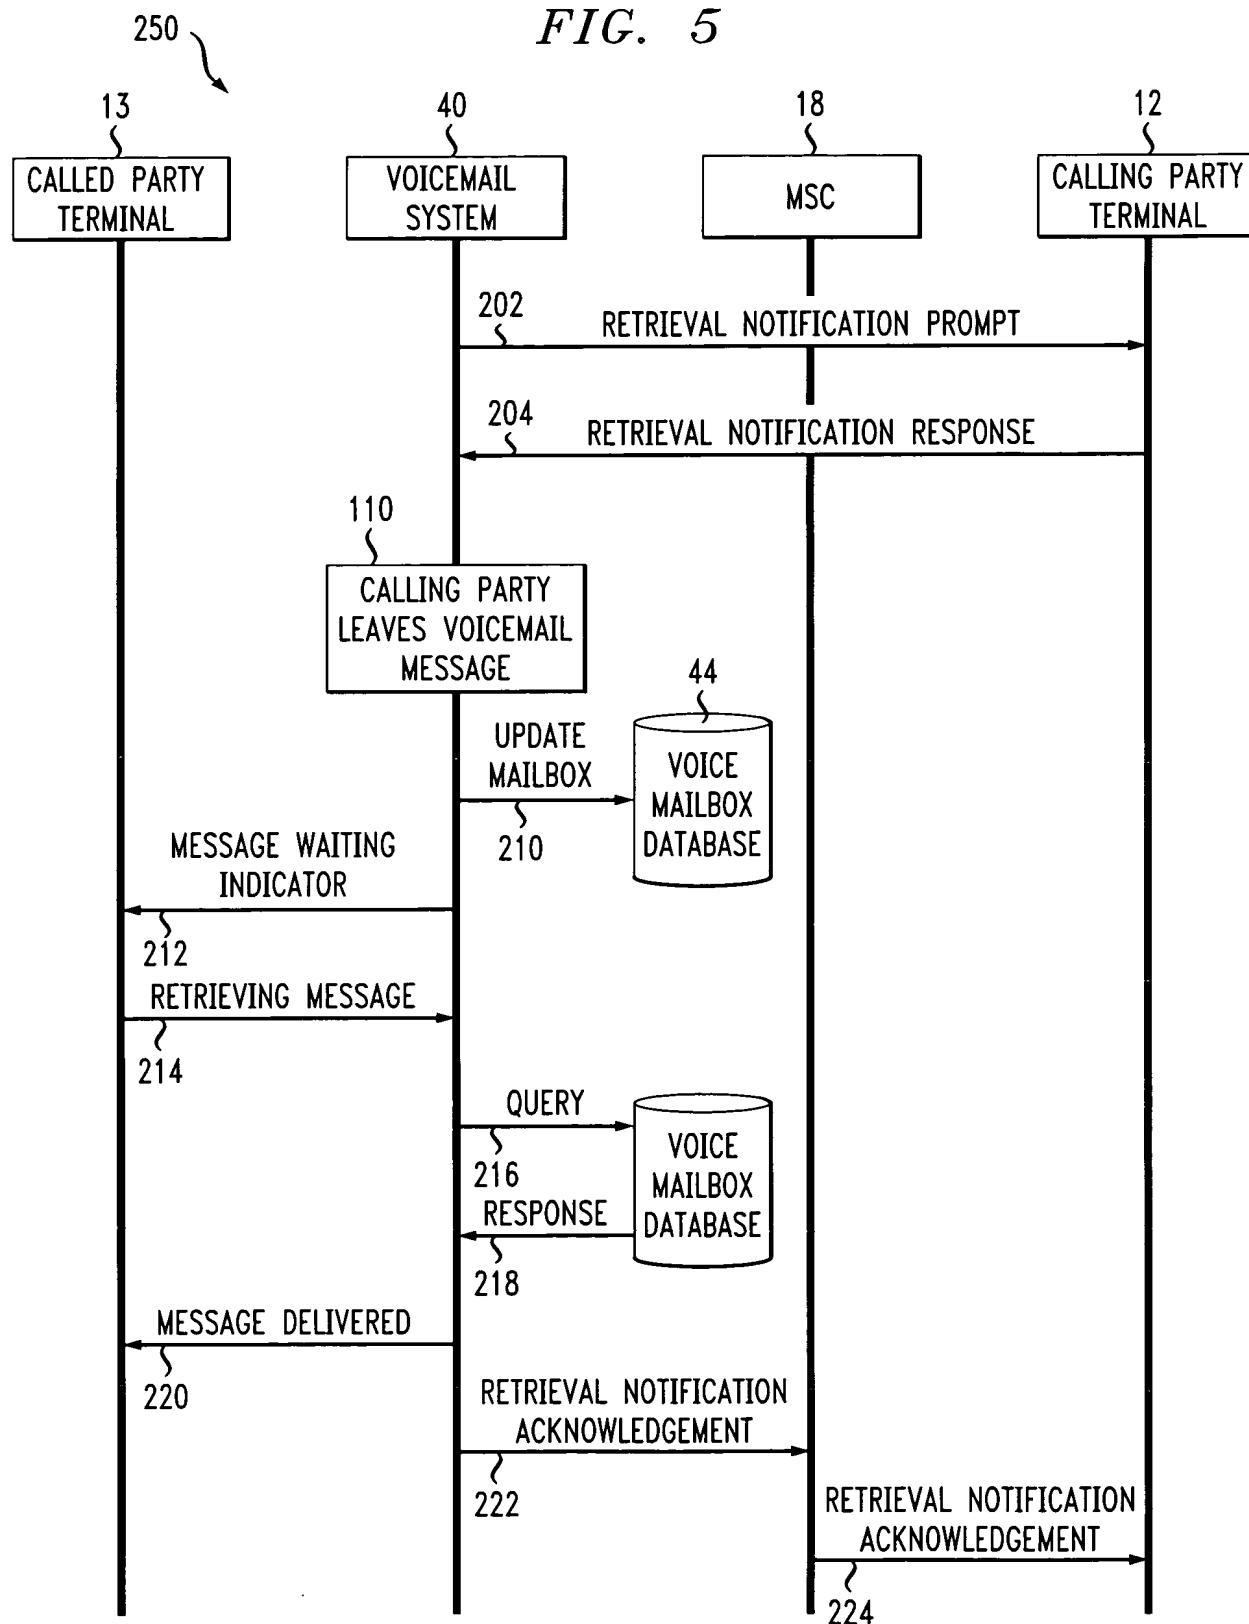 FIG. 5
250
13
40
18
12
CALLED PARTY
TERMINAL
VOICEMAIL
SYSTEM
MSC
CALLING PARTY
TERMINAL
202
RETRIEVAL NOTIFICATION PROMPT
204
RETRIEVAL NOTIFICATION RESPONSE
110
CALLING PARTY
LEAVES VOICEMAIL
MESSAGE
44
UPDATE
MAILBOX
210
VOICE
MAILBOX
DATABASE
MESSAGE WAITING
INDICATOR
212
RETRIEVING MESSAGE
214
QUERY
216
VOICE
MAILBOX
DATABASE
RESPONSE
218
MESSAGE DELIVERED
220
RETRIEVAL NOTIFICATION
ACKNOWLEDGEMENT
222
RETRIEVAL NOTIFICATION
ACKNOWLEDGEMENT
224